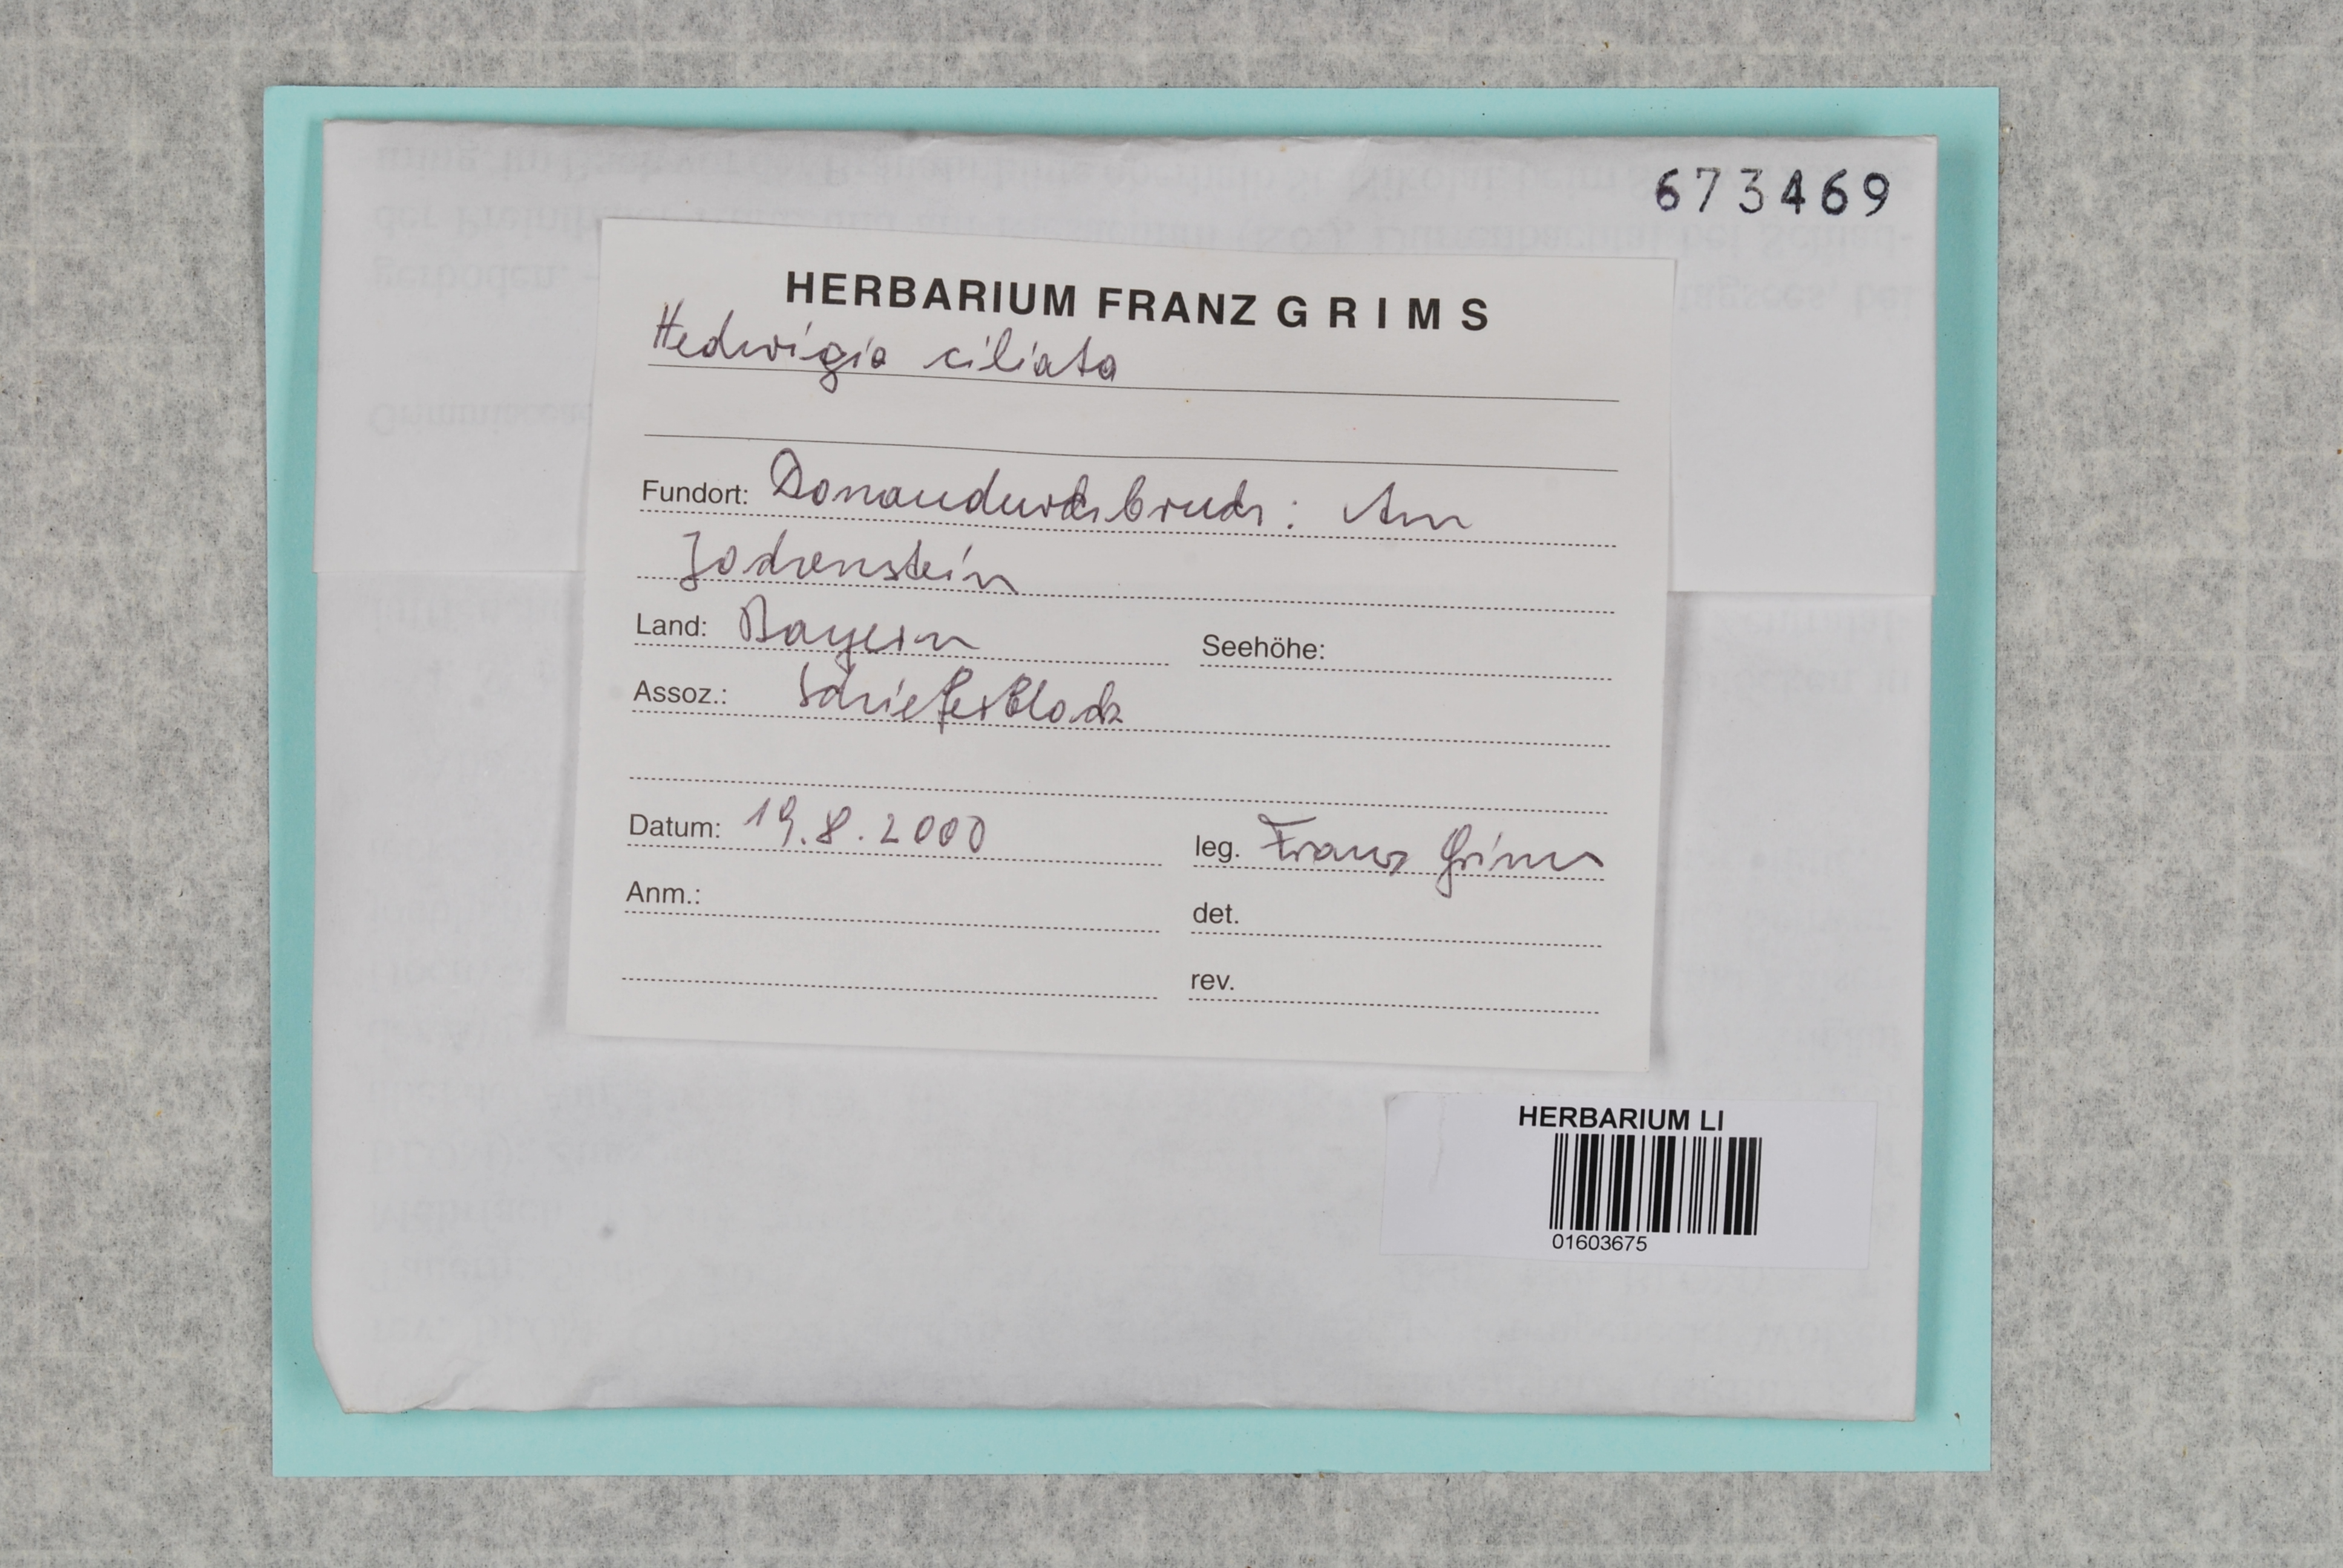 673469
HERBARIUM FRANZ GRIMS
Hedwigia ciliata
Fundort: Donaudurchbruch: Am
Jochenstein
Land: Bayern Seehöhe:
Assoz.: Schieferblock
Datum: 19.8.2000 leg. Franz Grims
Anm.: det.
rev.
HERBARIUM LI
01603675